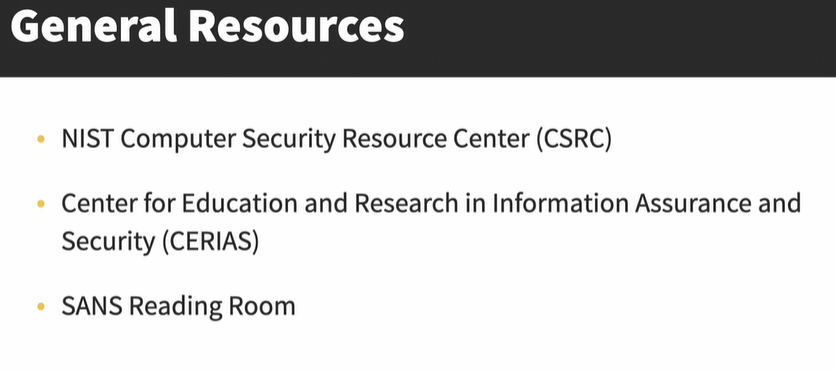 General Resources
• NIST Computer Security Resource Center (CSRC)
• Center for Education and Research in Information Assurance and
Security (CERIAS)
• SANS Reading Room